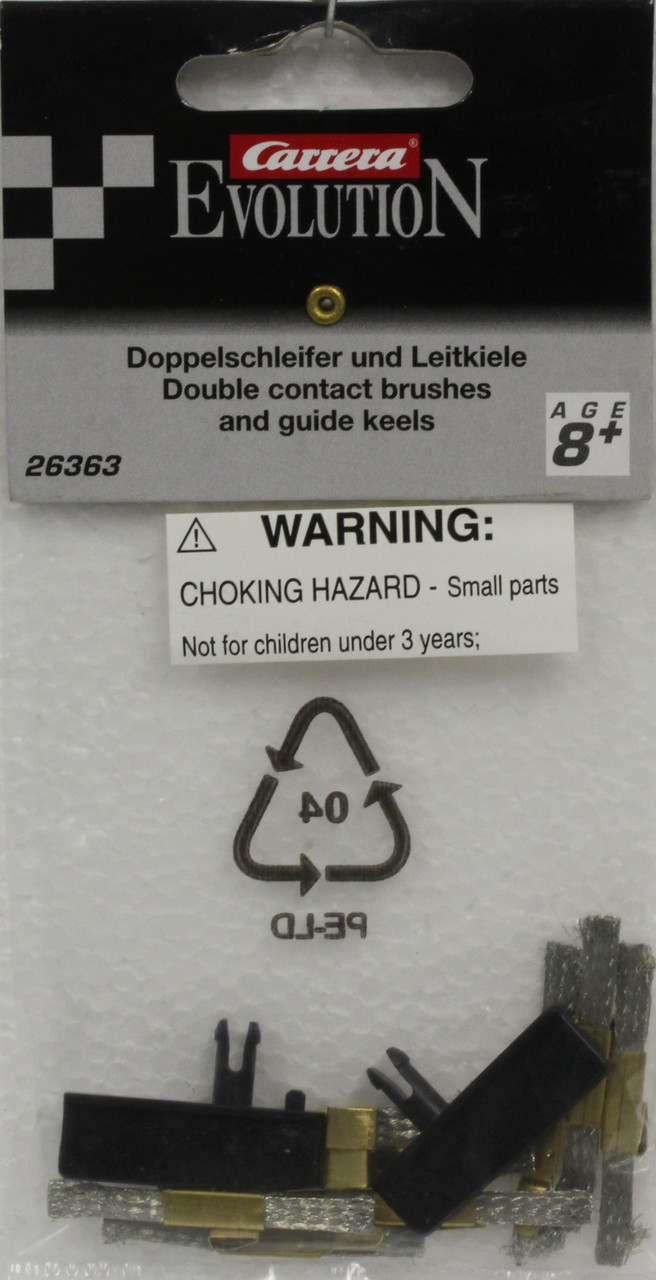 Carrera®
EVOLUTION
Doppelschleifer und Leitkiele
Double contact brushes
and guide keels
26363
AGE
8+
WARNING:
CHOKING HAZARD - Small parts
Not for children under 3 years;
04
PE-LD